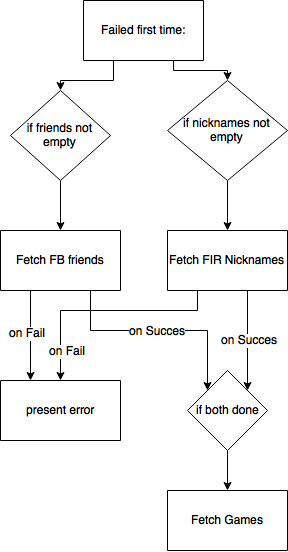 Failed first time:
if friends not
empty
if nicknames not
empty
Fetch FB friends
Fetch FIR Nicknames
on Fail
on Succes
on Fail
on Succes
present error
if both done
Fetch Games